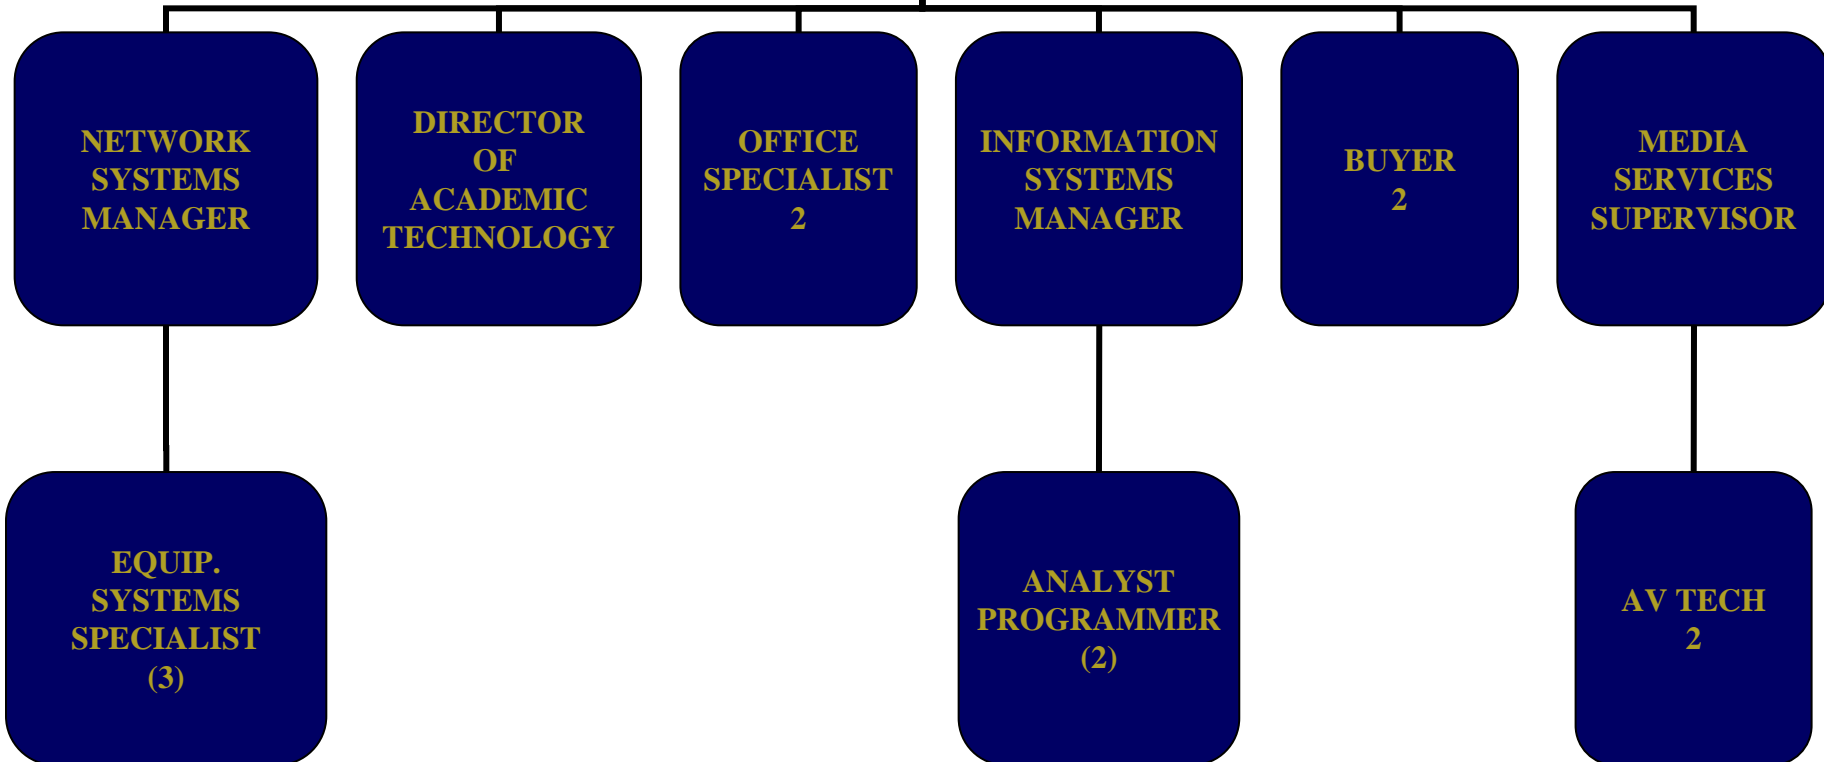 NETWORK
SYSTEMS
MANAGER
DIRECTOR
OF
ACADEMIC
TECHNOLOGY
OFFICE
SPECIALIST
2
INFORMATION
SYSTEMS
MANAGER
BUYER
2
MEDIA
SERVICES
SUPERVISOR
EQUIP.
SYSTEMS
SPECIALIST
(3)
ANALYST
PROGRAMMER
(2)
AV TECH
2